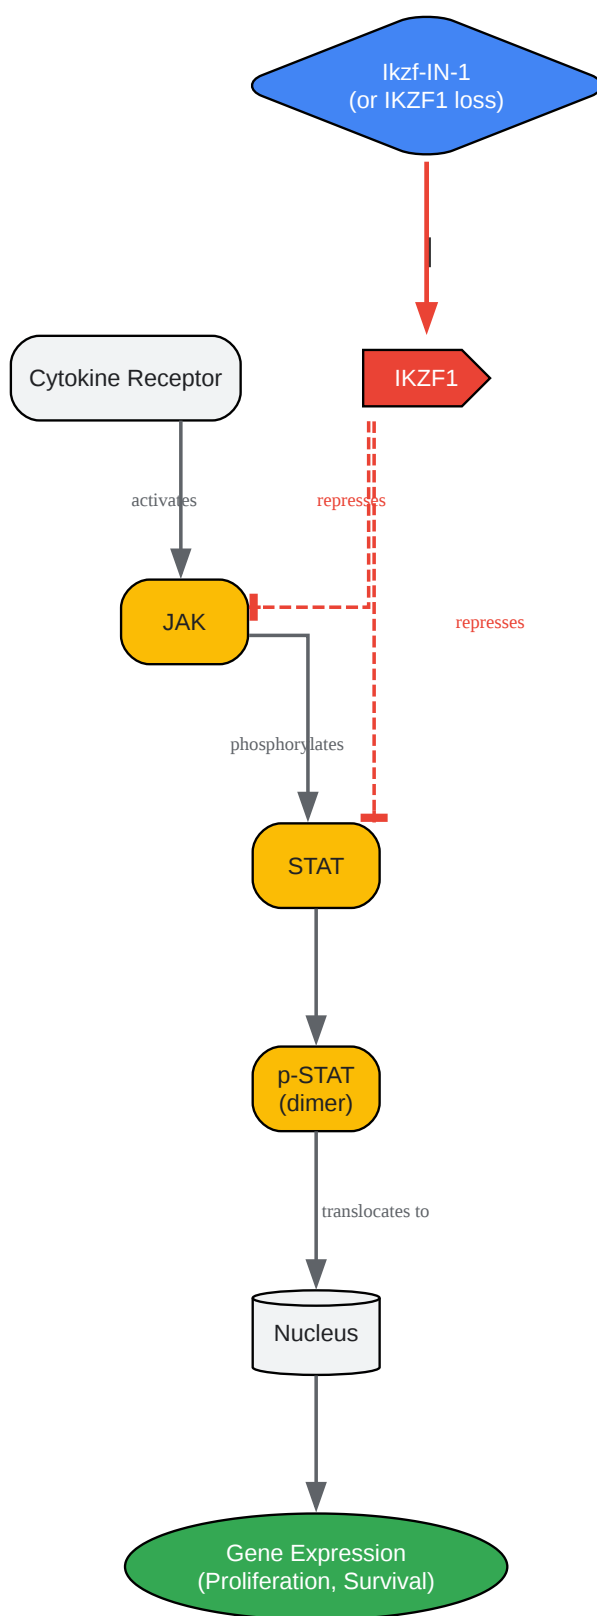 Ikzf-IN-1
(or IKZF1 loss)
Cytokine Receptor
IKZF1
activates
represses
JAK
represses
phosphorylates
STAT
p-STAT
(dimer)
translocates to
Nucleus
Gene Expression
(Proliferation, Survival)